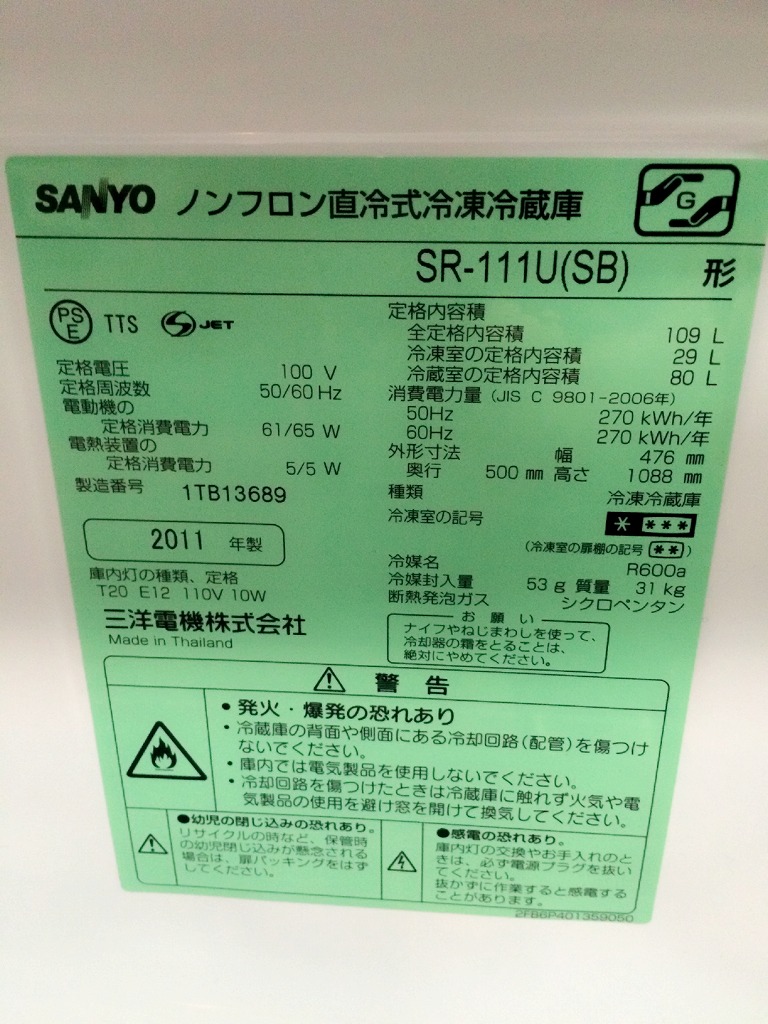 SANYO ノンフロン直冷式冷凍冷蔵庫
G
SR-111U(SB) 形
PSE TTS S JET
定格電圧 100 V
定格周波数 50/60 Hz
電動機の
定格消費電力 61/65 W
電熱装置の
定格消費電力 5/5 W
製造番号 1TB13689
2011 年製
庫内灯の種類、定格
T20 E12 110V 10W
三洋電機株式会社
Made in Thailand
定格内容積
全定格内容積 109 L
冷凍室の定格内容積 29 L
冷蔵室の定格内容積 80 L
消費電力量 (JIS C 9801-2006年)
50Hz 270 kWh/年
60Hz 270 kWh/年
外形寸法 幅 476 mm
奥行 500 mm 高さ 1088 mm
種類 冷凍冷蔵庫
冷凍室の記号 * ***
(冷凍室の扉棚の記号 **)
冷媒名 R600a
冷媒封入量 53 g 質量 31 kg
断熱発泡ガス シクロペンタン
お願い
ナイフやねじまわしを使って、
冷却器の霜をとることは、
絶対にやめてください。
⚠ 警告
・発火・爆発の恐れあり
・冷蔵庫の背面や側面にある冷却回路(配管)を傷つけ
ないでください。
・庫内では電気製品を使用しないでください。
・冷却回路を傷つけたときは冷蔵庫に触れず火気や電
気製品の使用を避け窓を開けて換気してください。
●幼児の閉じ込みの恐れあり。
リサイクルの時など、保管時
の幼児閉じ込みが懸念される
場合は、扉パッキングをはず
してください。
●感電の恐れあり。
庫内灯の交換やお手入れのと
きは、必ず電源プラグを抜い
てください。
抜かずに作業すると感電する
ことがあります。
2FB6P401359050